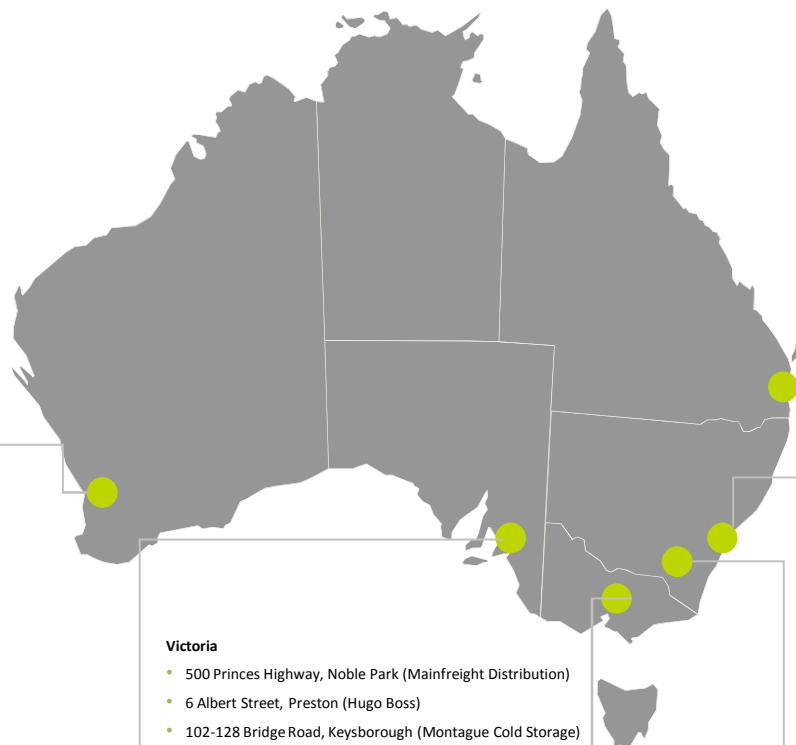 Victoria
• 500 Princes Highway, Noble Park (Mainfreight Distribution)
• 6 Albert Street, Preston (Hugo Boss)
• 102-128 Bridge Road, Keysborough (Montague Cold Storage)